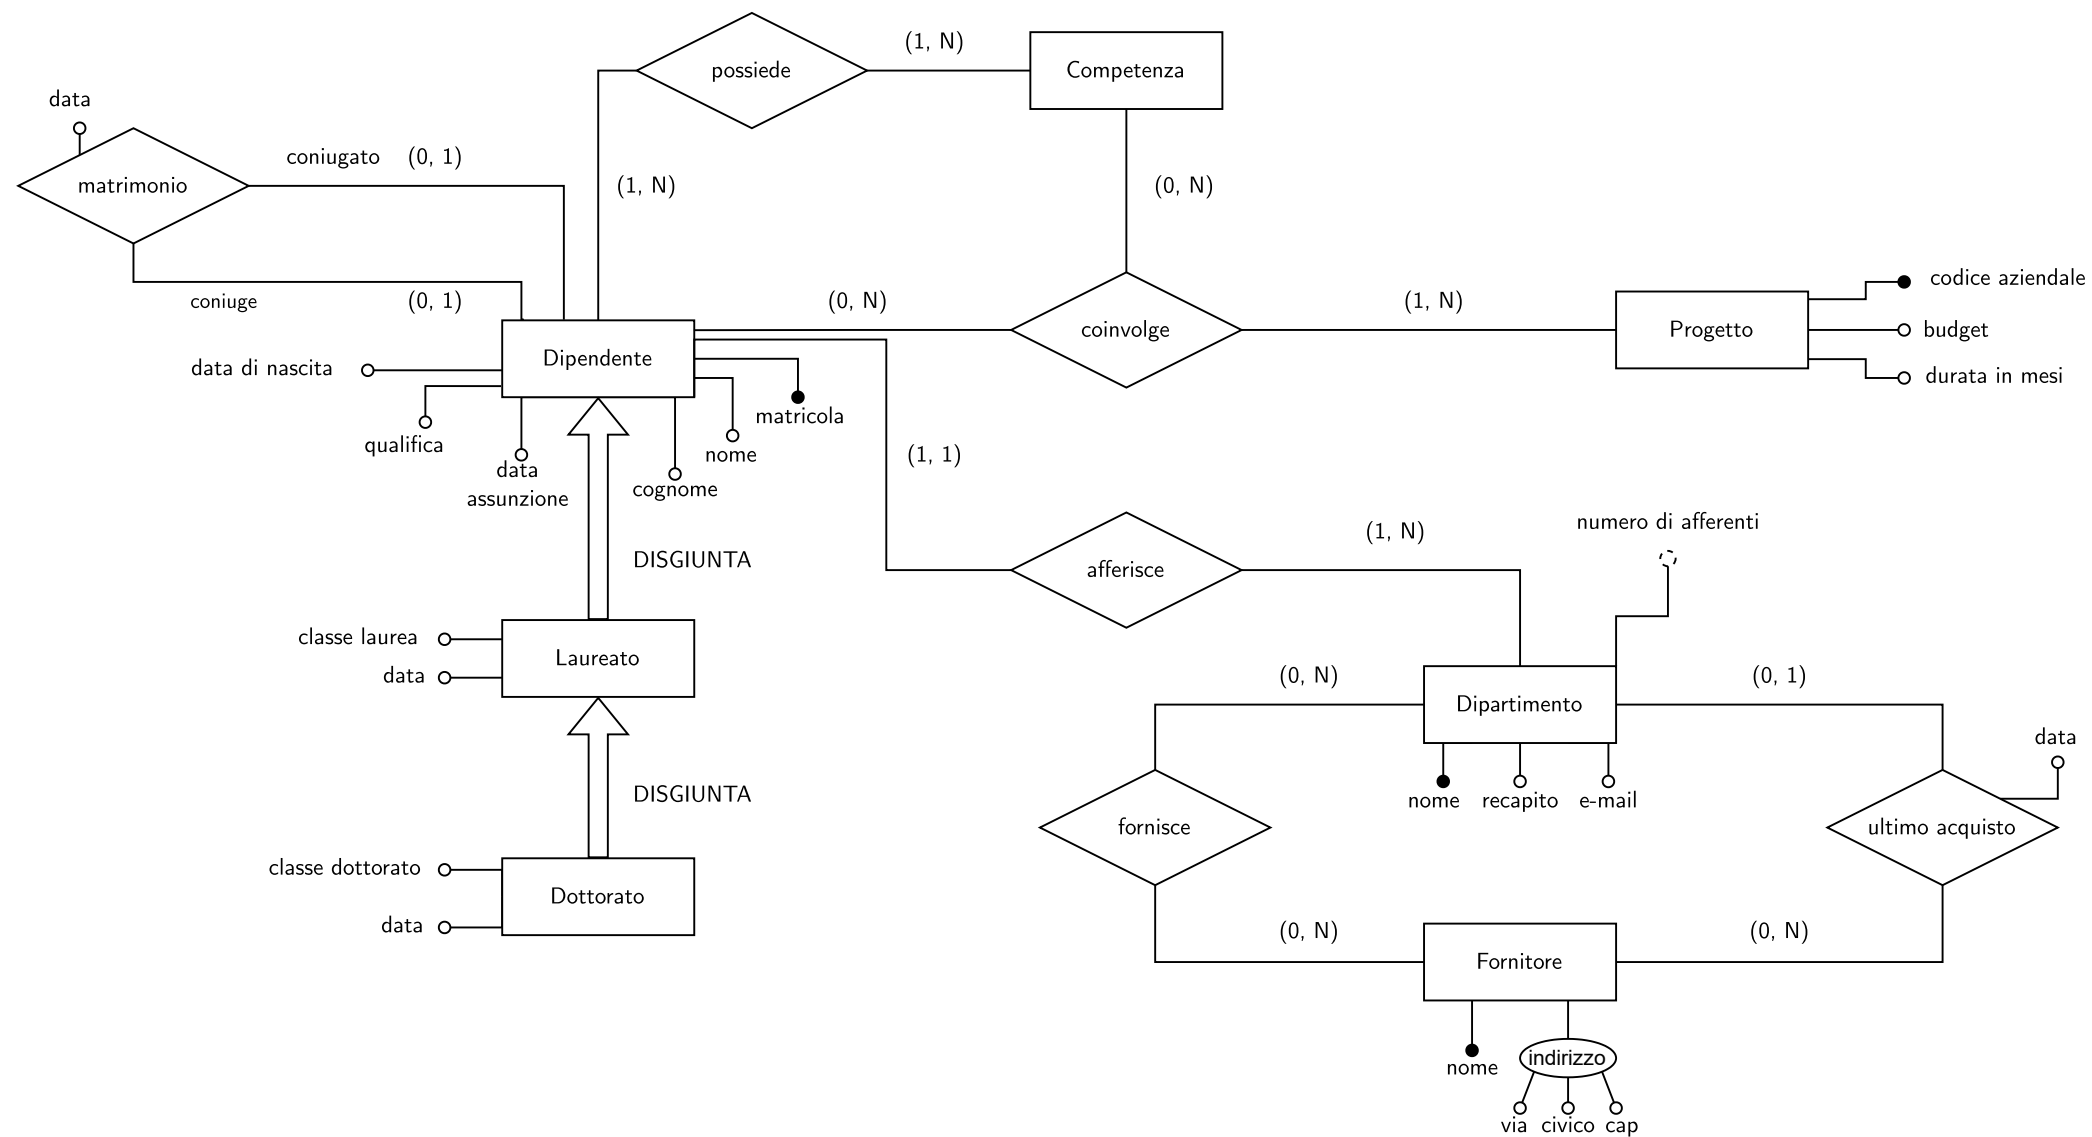 possiede
(1, N)
Competenza
data
coniugato (0, 1)
matrimonio
(1, N)
(0, N)
coniuge
(0, 1)
(0, N)
(1, N)
codice aziendale
Dipendente
coinvolge
Progetto
budget
data di nascita
durata in mesi
qualifica
matricola
nome
data
assunzione
cognome
(1, 1)
numero di afferenti
(1, N)
DISGIUNTA
afferisce
classe laurea
Laureato
data
(0, N)
(0, 1)
Dipartimento
data
DISGIUNTA
nome
recapito
e-mail
fornisce
ultimo acquisto
classe dottorato
Dottorato
data
(0, N)
(0, N)
Fornitore
nome
indirizzo
via civico cap